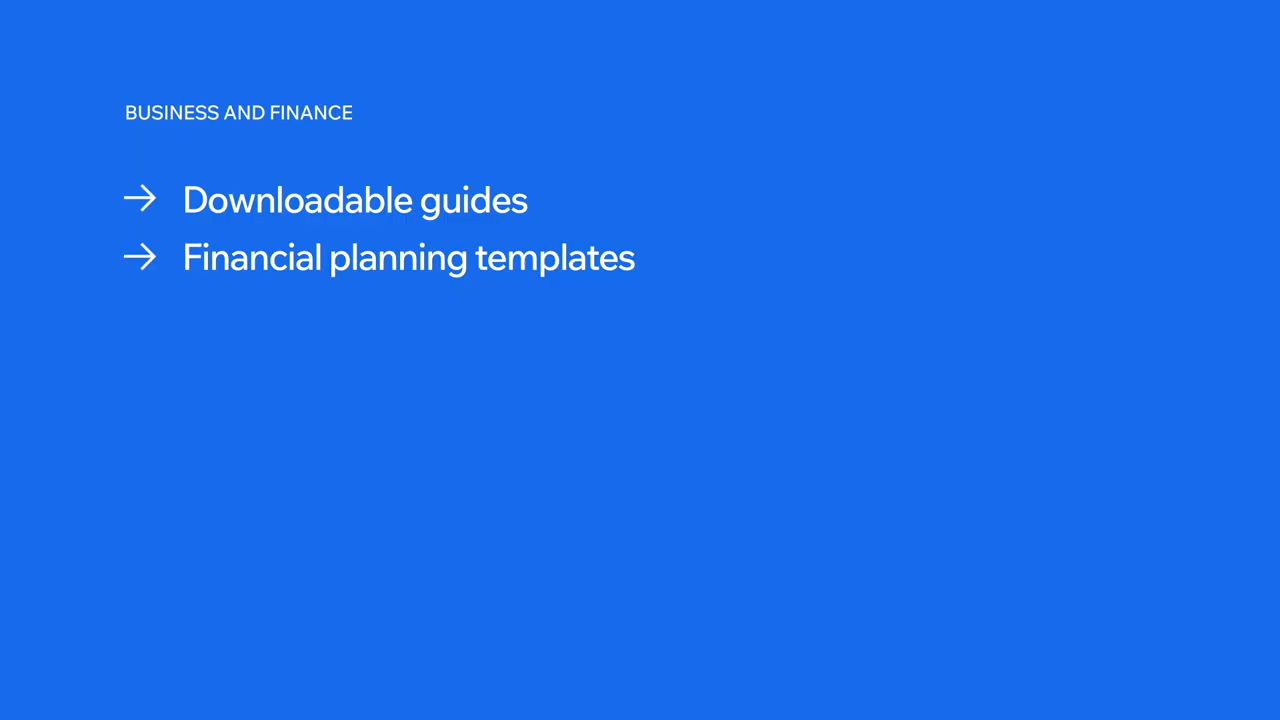 BUSINESS AND FINANCE
→ Downloadable guides
→ Financial planning templates